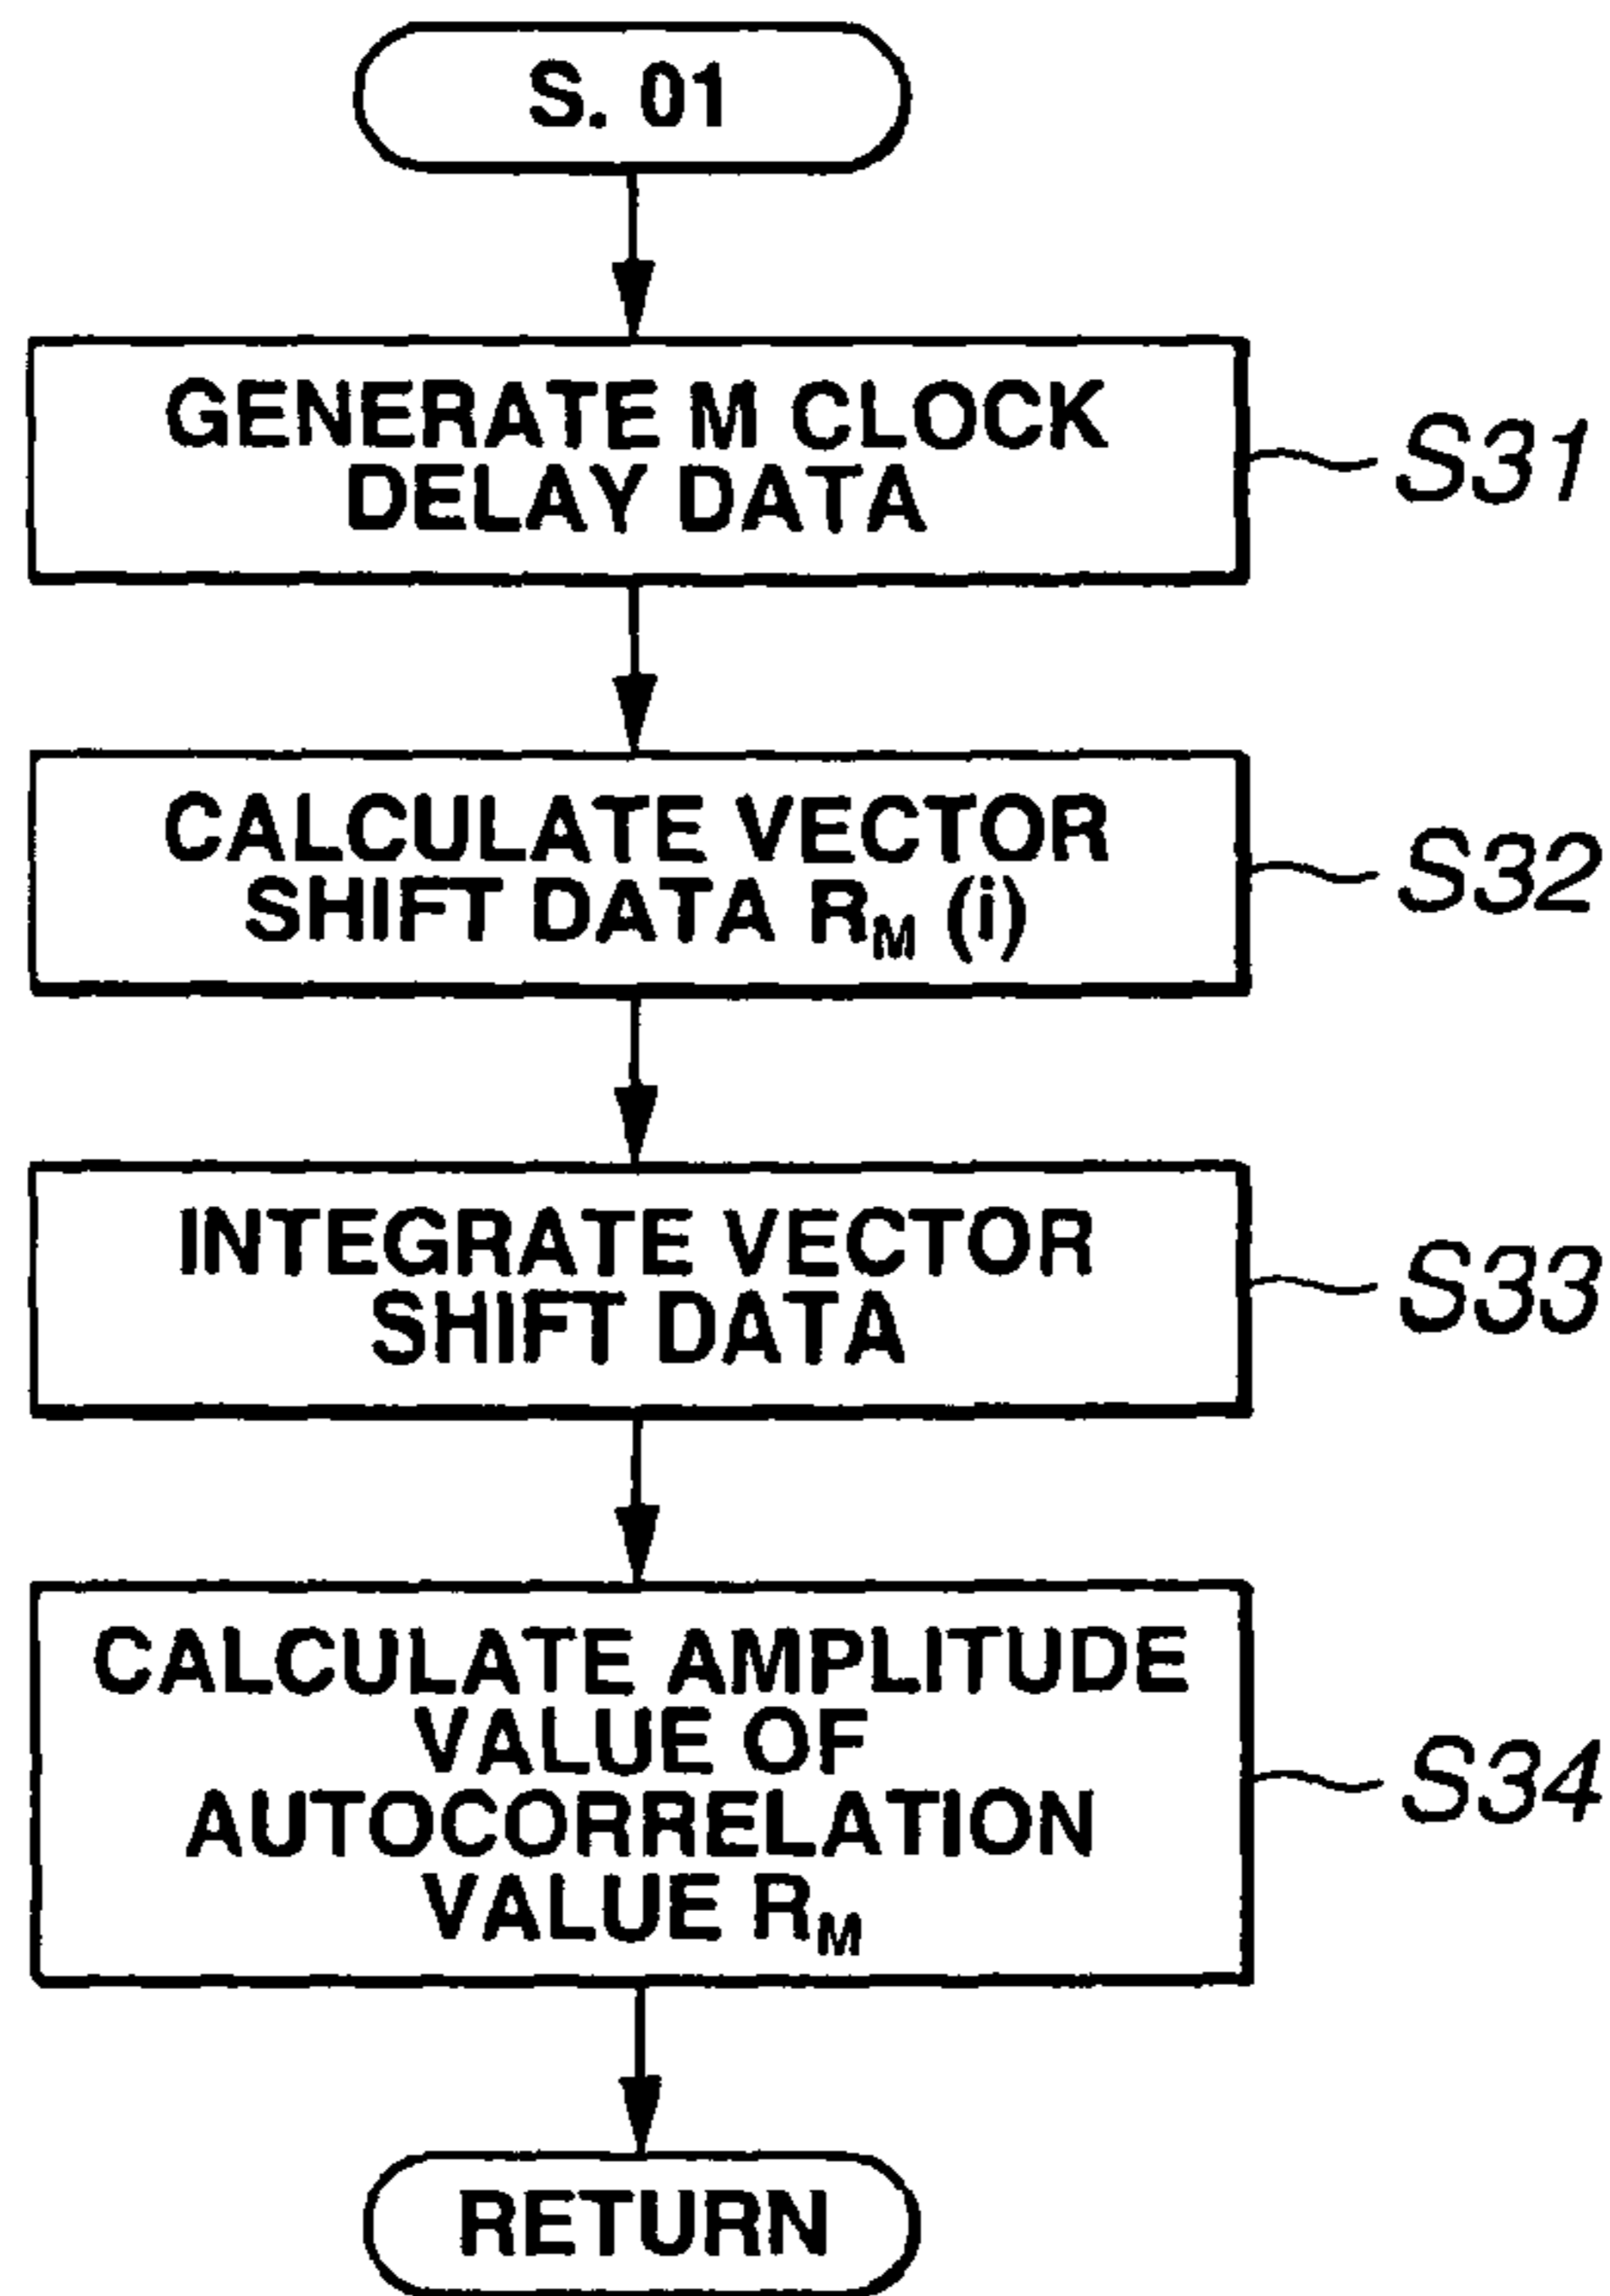 S. 01
GENERATE M CLOCK
DELAY DATA
S31
CALCULATE VECTOR
SHIFT DATA RM (i)
S32
INTEGRATE VECTOR
SHIFT DATA
S33
CALCULATE AMPLITUDE
VALUE OF
AUTOCORRELATION
VALUE RM
S34
RETURN